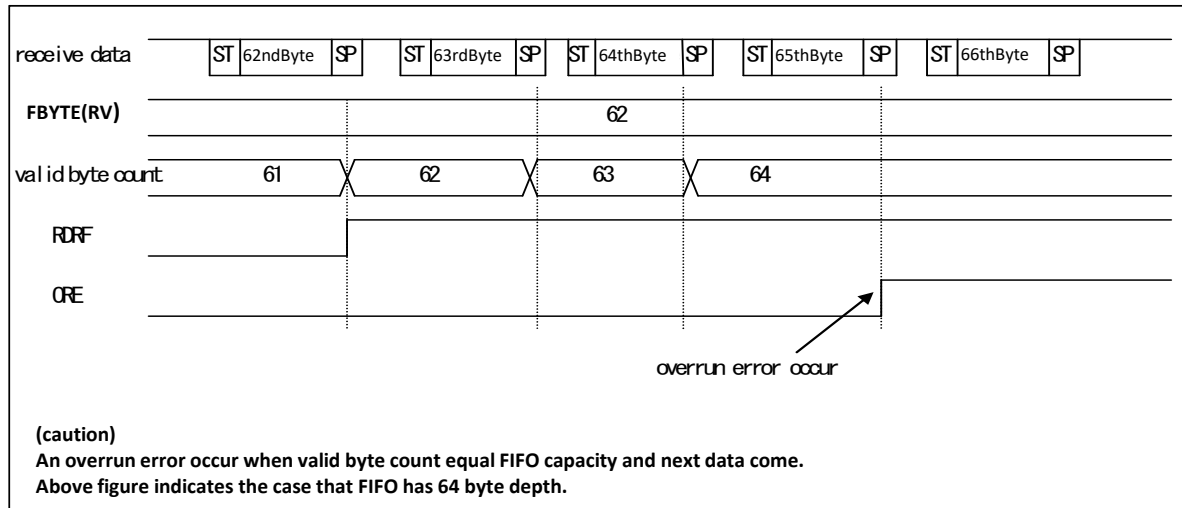 receive data ST 62ndByte SP ST 63rdByte SP ST 64thByte SP ST 65thByte SP ST 66thByte SP
FBYTE(RV) 62
valid byte count 61 62 63 64
RDRF
ORE
overrun error occur
(caution)
An overrun error occur when valid byte count equal FIFO capacity and next data come.
Above figure indicates the case that FIFO has 64 byte depth.